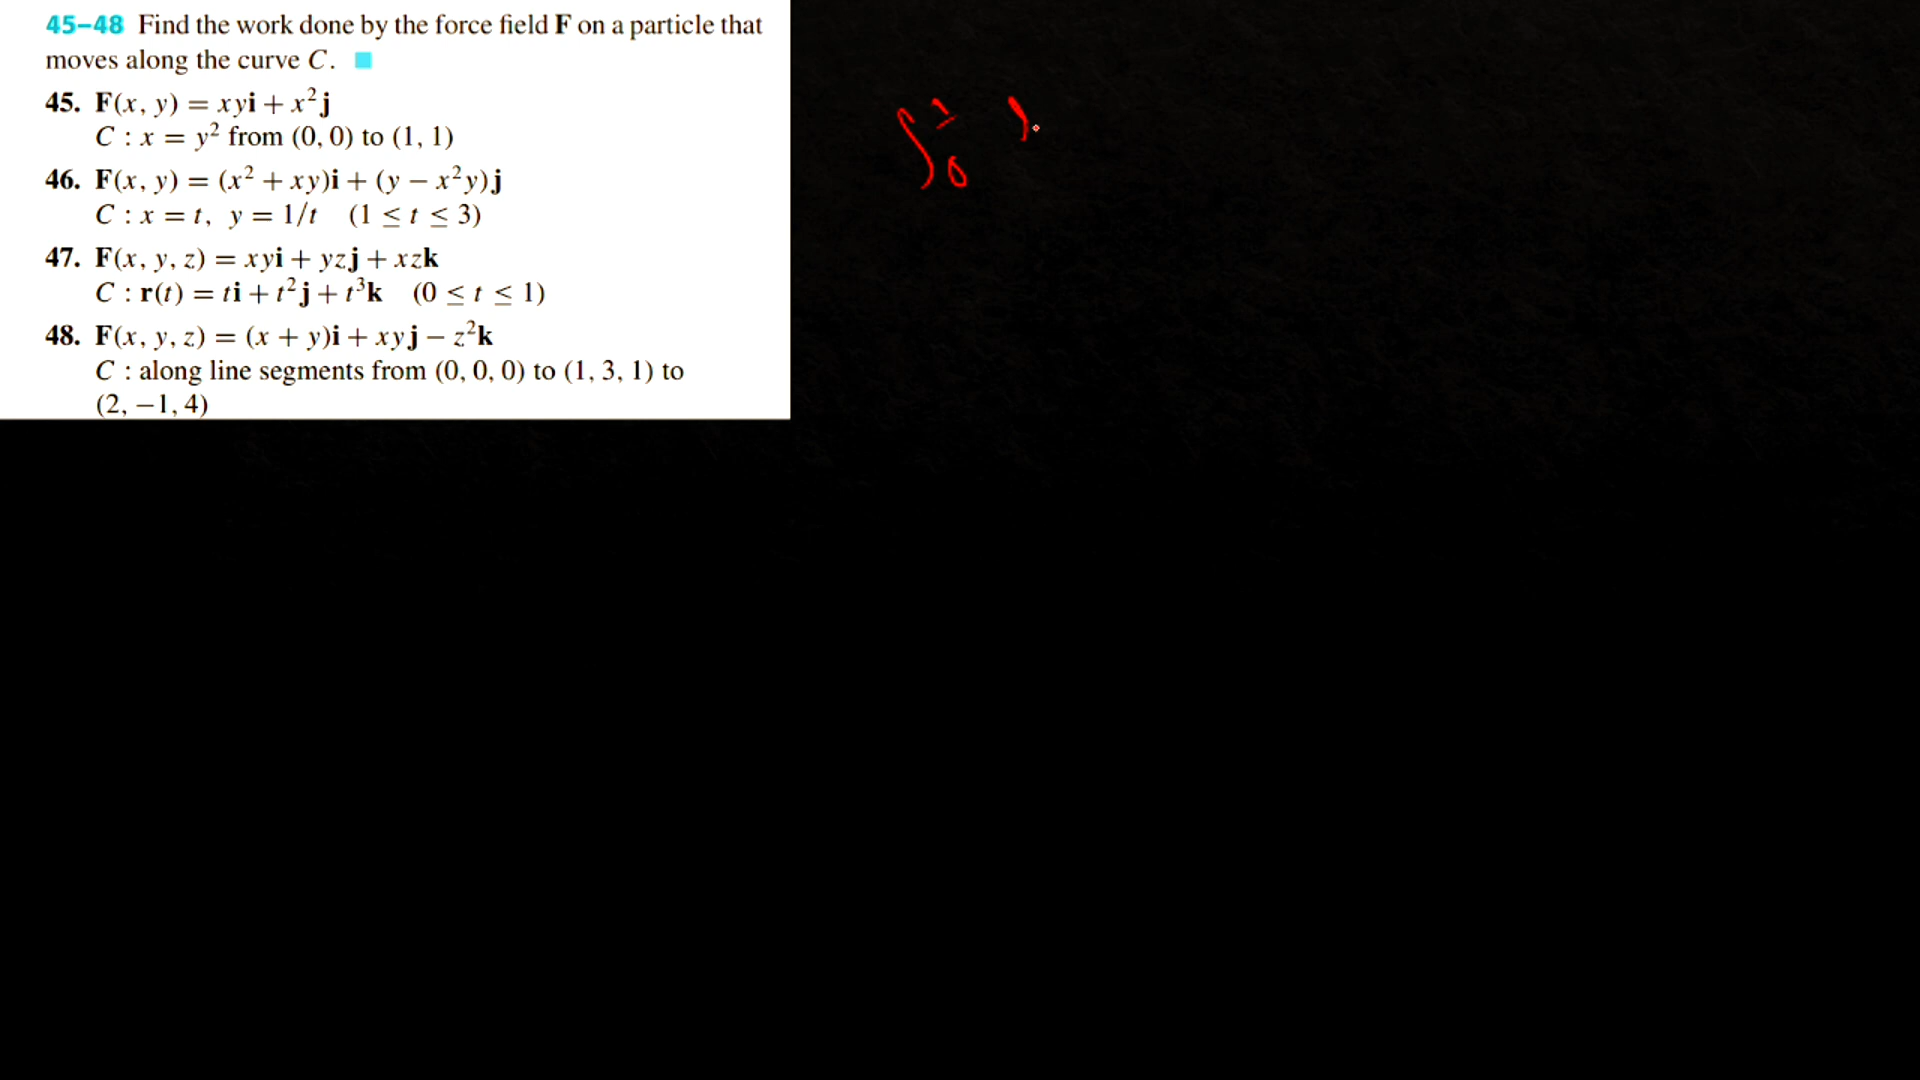 45–48 Find the work done by the force field F on a particle that
moves along the curve C.
45. F(x, y) = xyi + x²j
C : x = y² from (0, 0) to (1, 1)
46. F(x, y) = (x² + xy)i + (y − x²y)j
C : x = t, y = 1/t (1 ≤ t ≤ 3)
47. F(x, y, z) = xyi + yzj + xzk
C : r(t) = ti + t²j + t³k (0 ≤ t ≤ 1)
48. F(x, y, z) = (x + y)i + xyj − z²k
C : along line segments from (0, 0, 0) to (1, 3, 1) to
(2, −1, 4)
∫₀¹